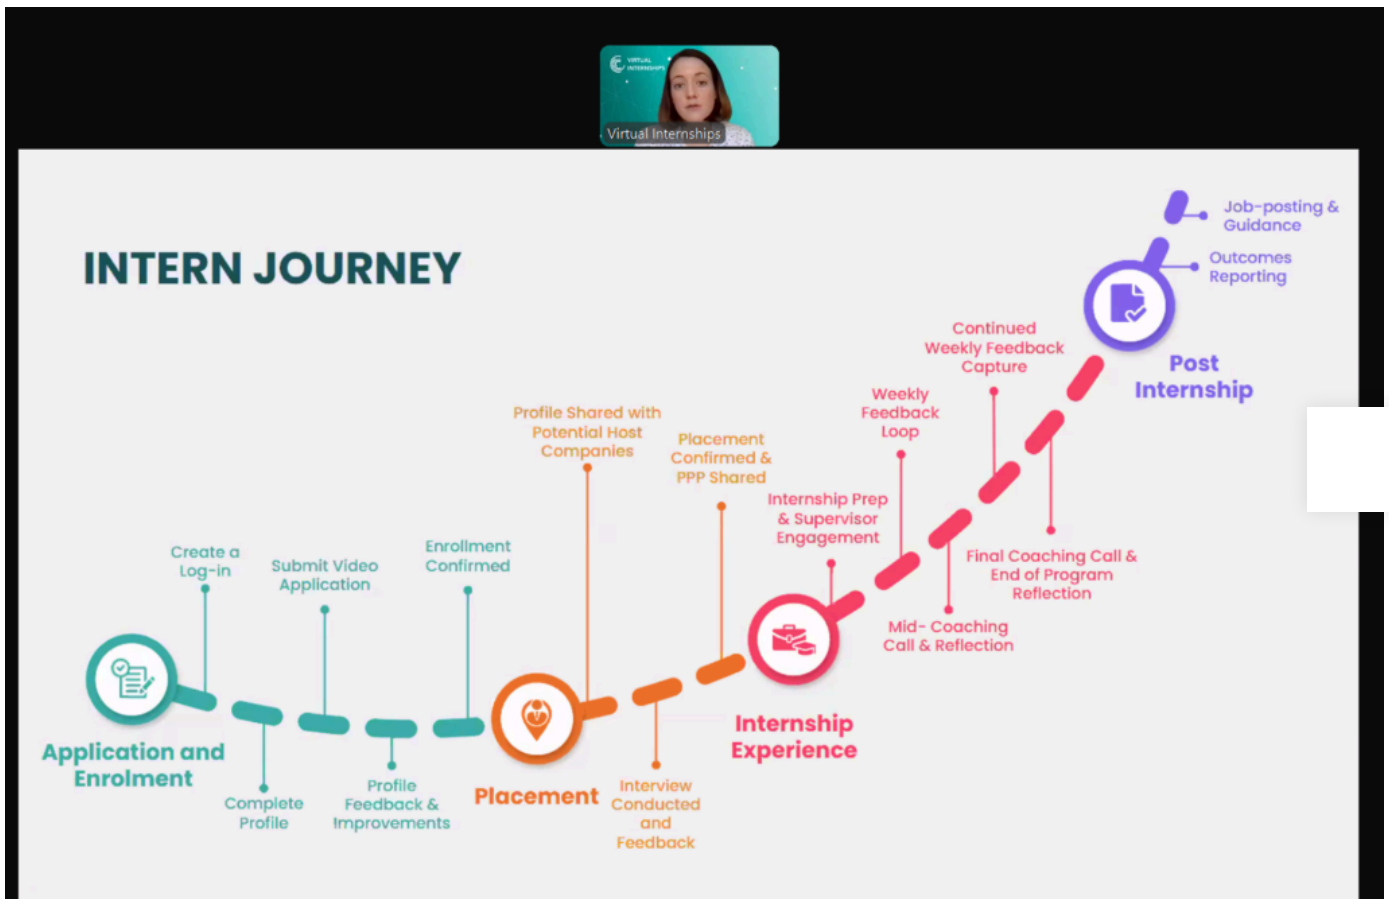 VIRTUAL
INTERNSHIPS
Virtual Internships
INTERN JOURNEY
Create a
Log-in
Submit Video
Application
Enrollment
Confirmed
Application and
Enrolment
Complete
Profile
Profile
Feedback &
Improvements
Profile Shared with
Potential Host
Companies
Placement
Confirmed &
PPP Shared
Placement
Interview
Conducted
and
Feedback
Internship Prep
& Supervisor
Engagement
Weekly
Feedback
Loop
Continued
Weekly Feedback
Capture
Internship
Experience
Mid- Coaching
Call & Reflection
Final Coaching Call &
End of Program
Reflection
Job-posting &
Guidance
Outcomes
Reporting
Post
Internship